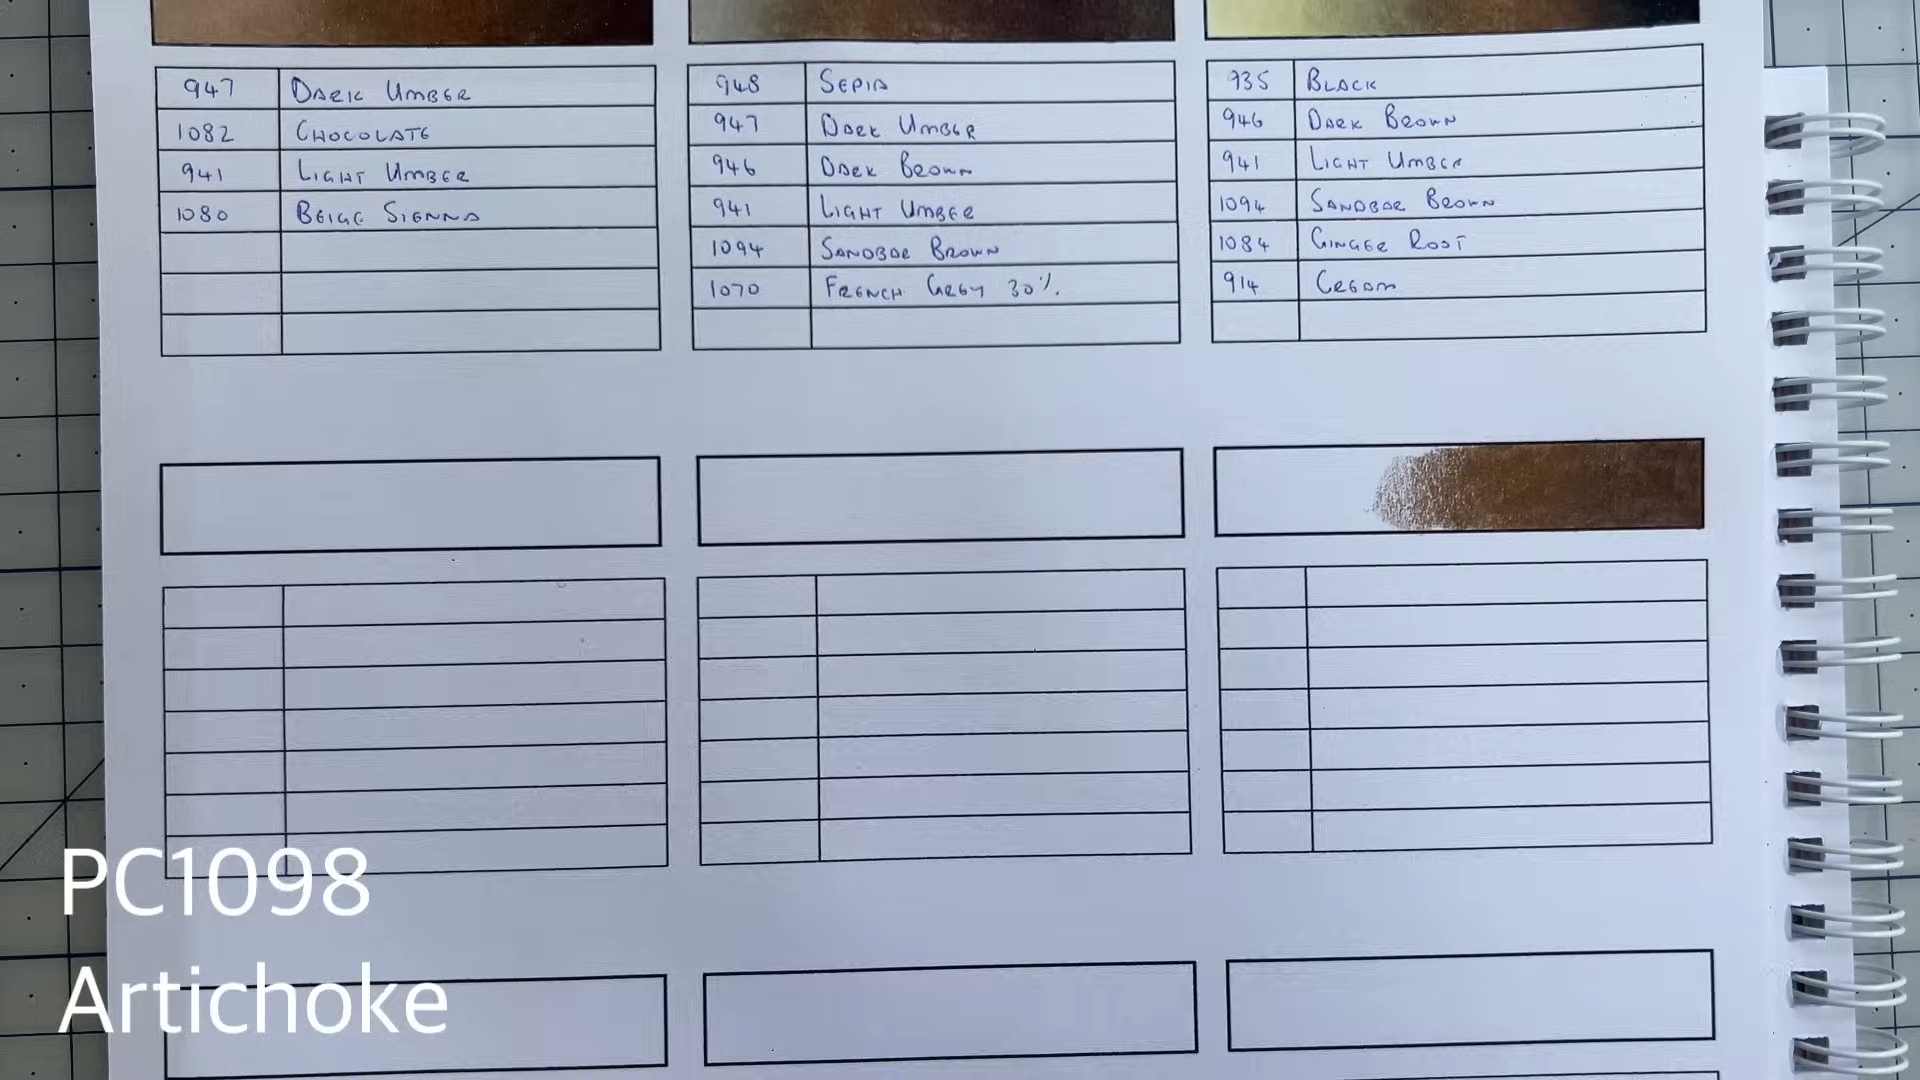 947 DARK UMBER
1082 CHOCOLATE
941 LIGHT UMBER
1080 BEIGE SIENNA
948 SEPIA
947 DARK UMBER
946 DARK BROWN
941 LIGHT UMBER
1094 SANDBAR BROWN
1070 FRENCH GREY 30%.
935 BLACK
946 DARK BROWN
941 LIGHT UMBER
1094 SANDBAR BROWN
1084 GINGER ROOT
914 CREAM
PC1098
Artichoke